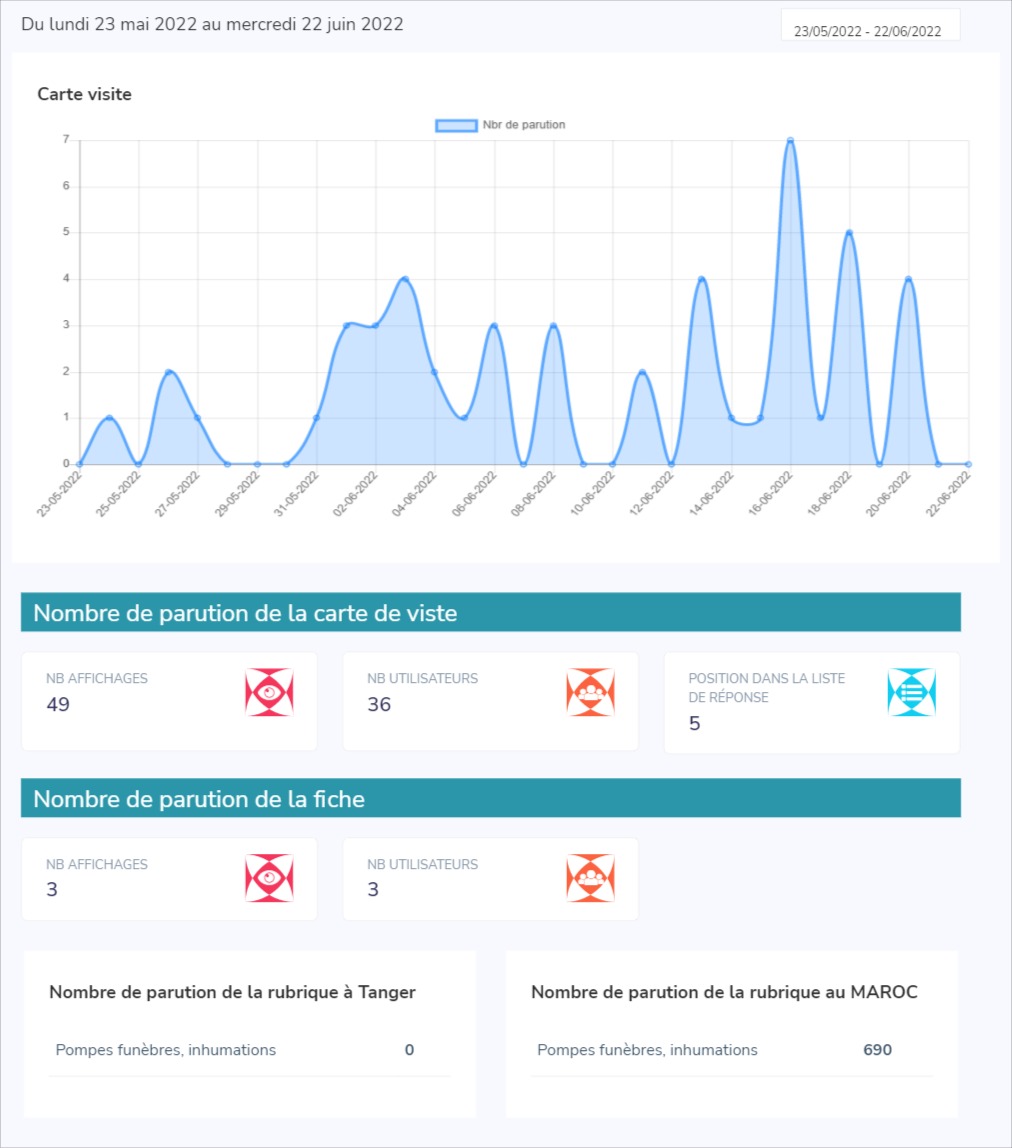 Du lundi 23 mai 2022 au mercredi 22 juin 2022
23/05/2022 - 22/06/2022
Carte visite
Nbr de parution
7
6
5
4
3
2
1
0
23-05-2022
25-05-2022
27-05-2022
29-05-2022
31-05-2022
02-06-2022
04-06-2022
06-06-2022
08-06-2022
10-06-2022
12-06-2022
14-06-2022
16-06-2022
18-06-2022
20-06-2022
22-06-2022
Nombre de parution de la carte de viste
NB AFFICHAGES
49
NB UTILISATEURS
36
POSITION DANS LA LISTE
DE RÉPONSE
5
Nombre de parution de la fiche
NB AFFICHAGES
3
NB UTILISATEURS
3
Nombre de parution de la rubrique à Tanger
Pompes funèbres, inhumations 0
Nombre de parution de la rubrique au MAROC
Pompes funèbres, inhumations 690